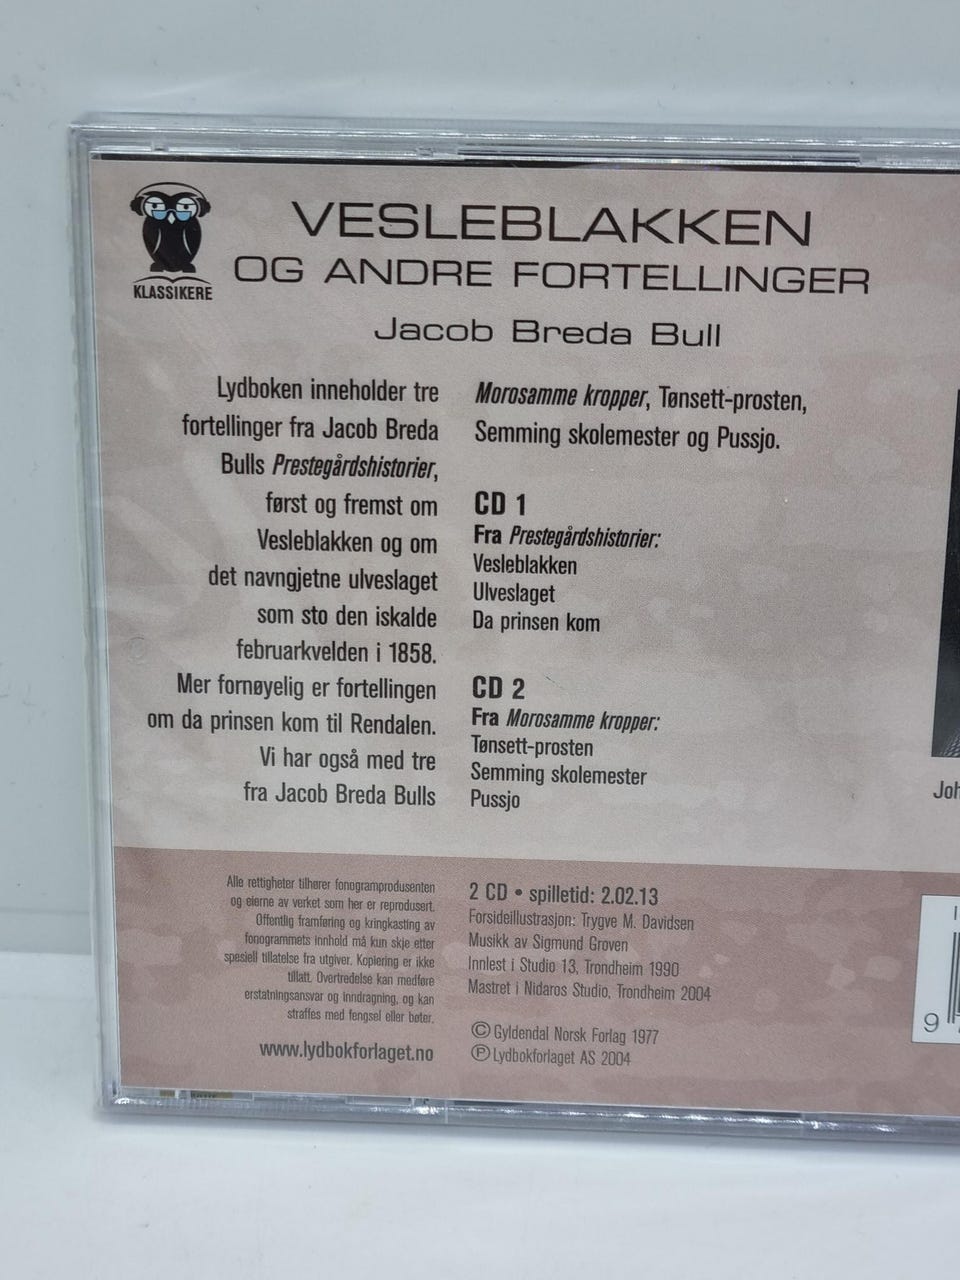 KLASSIKERE
VESLEBLAKKEN
OG ANDRE FORTELLINGER
Jacob Breda Bull
Lydboken inneholder tre
fortellinger fra Jacob Breda
Bulls Prestegårdshistorier,
først og fremst om
Vesleblakken og om
det navngjetne ulveslaget
som sto den iskalde
februarkvelden i 1858.
Mer fornøyelig er fortellingen
om da prinsen kom til Rendalen.
Vi har også med tre
fra Jacob Breda Bulls
Morosamme kropper, Tønsett-prosten,
Semming skolemester og Pussjo.
CD 1
Fra Prestegårdshistorier:
Vesleblakken
Ulveslaget
Da prinsen kom
CD 2
Fra Morosamme kropper:
Tønsett-prosten
Semming skolemester
Pussjo
Joh
Alle rettigheter tilhører fonogramprodusenten
og eierne av verket som her er reprodusert.
Offentlig framføring og kringkasting av
fonogrammets innhold må kun skje etter
spesiell tillatelse fra utgiver. Kopiering er ikke
tillatt. Overtredelse kan medføre
erstatningsansvar og inndragning, og kan
straffes med fengsel eller bøter.
www.lydbokforlaget.no
2 CD • spilletid: 2.02.13
Forsideillustrasjon: Trygve M. Davidsen
Musikk av Sigmund Groven
Innlest i Studio 13, Trondheim 1990
Mastret i Nidaros Studio, Trondheim 2004
© Gyldendal Norsk Forlag 1977
℗ Lydbokforlaget AS 2004
9